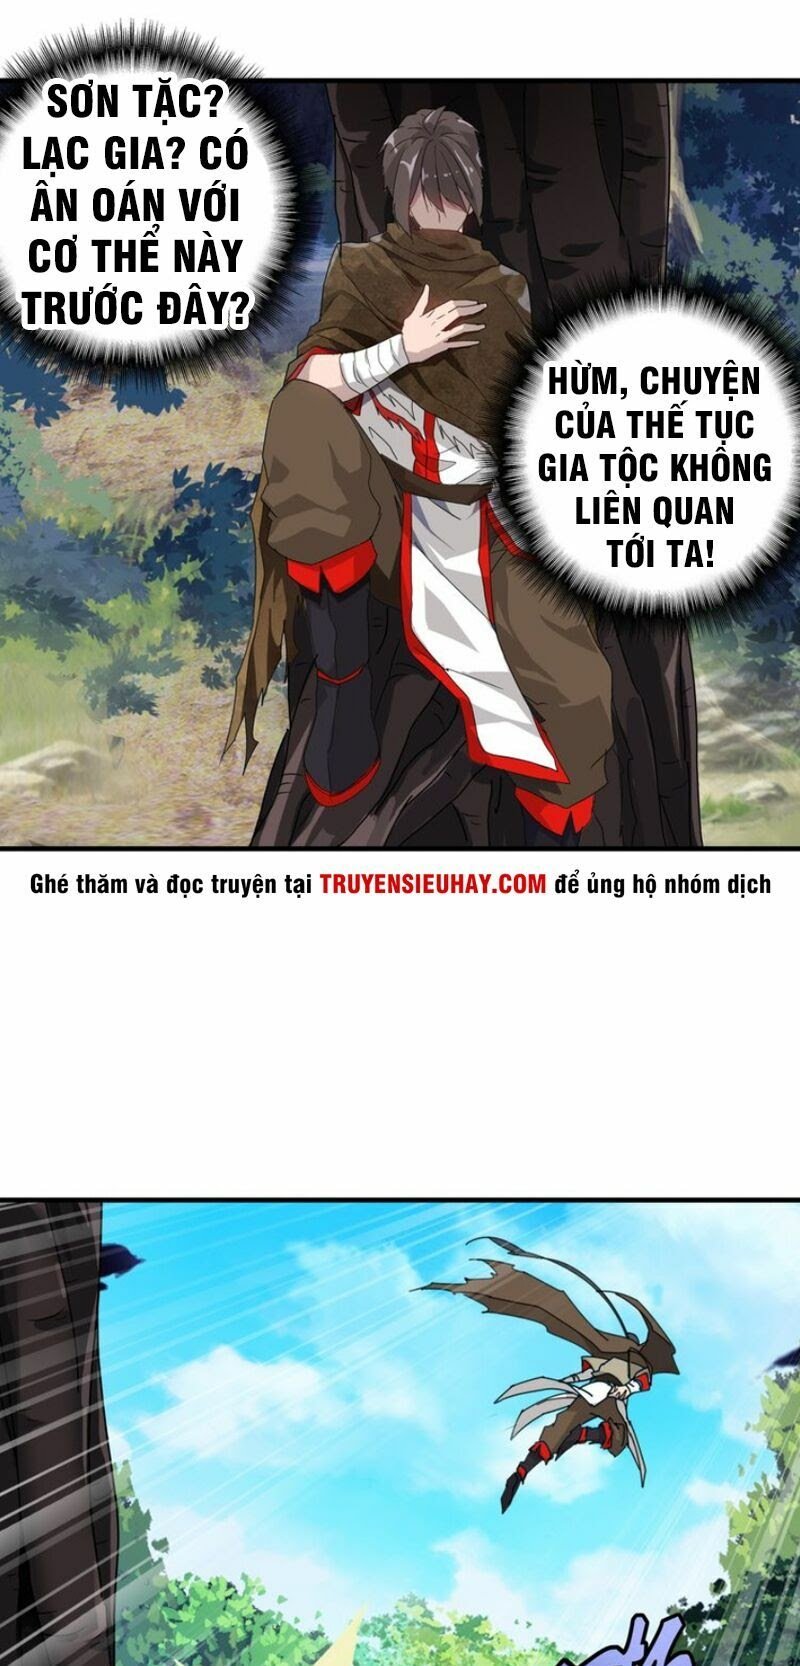 SƠN TẶC?
LẠC GIA? CÓ
ÂN OÁN VỚI
CƠ THỂ NÀY
TRƯỚC ĐÂY?
HỪM, CHUYỆN
CỦA THẾ TỤC
GIA TỘC KHÔNG
LIÊN QUAN
TỚI TA!
Ghé thăm và đọc truyện tại TRUYENSIEUHAY.COM để ủng hộ nhóm dịch